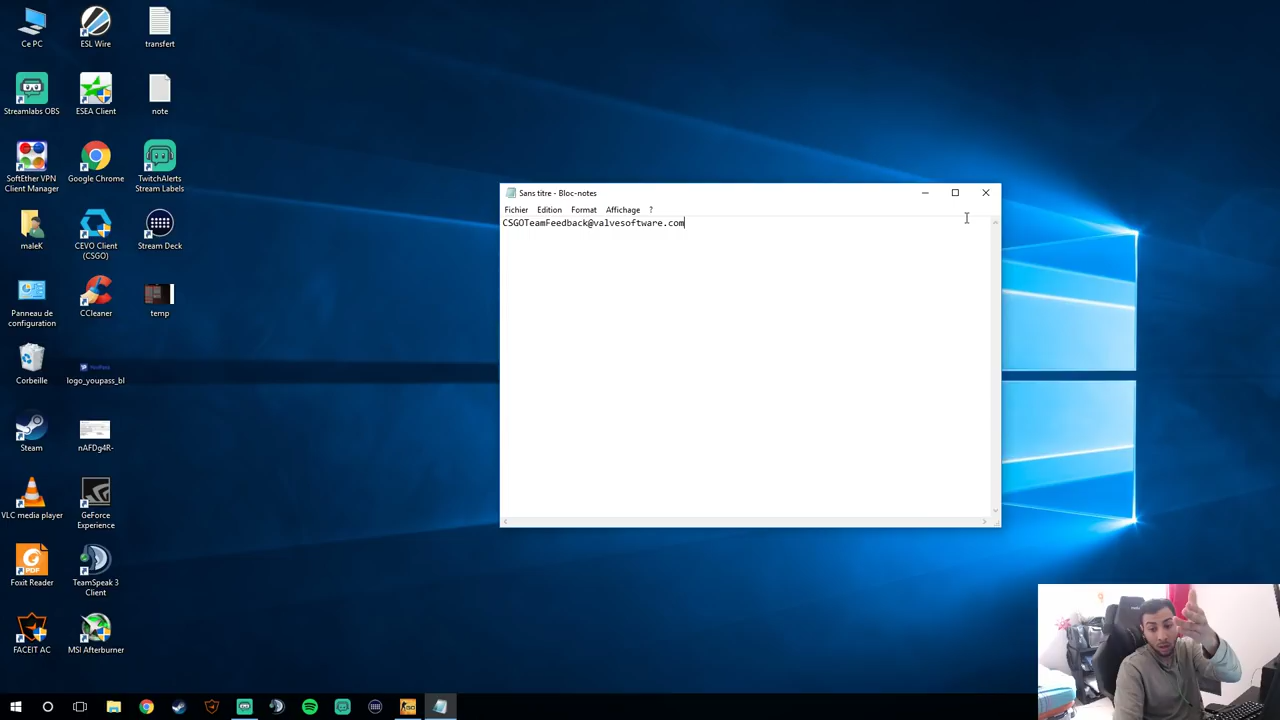 Ce PC
ESL Wire
transfert
Streamlabs OBS
ESEA Client
note
SoftEther VPN
Client Manager
Google Chrome
TwitchAlerts
Stream Labels
maleK
CEVO Client
(CSGO)
Stream Deck
Panneau de
configuration
CCleaner
temp
Corbeille
logo_youpass_bl
Steam
nAFDg4R-
VLC media player
GeForce
Experience
Foxit Reader
TeamSpeak 3
Client
FACEIT AC
MSI Afterburner
Sans titre - Bloc-notes
Fichier Edition Format Affichage ?
CSGOTeamFeedback@valvesoftware.com